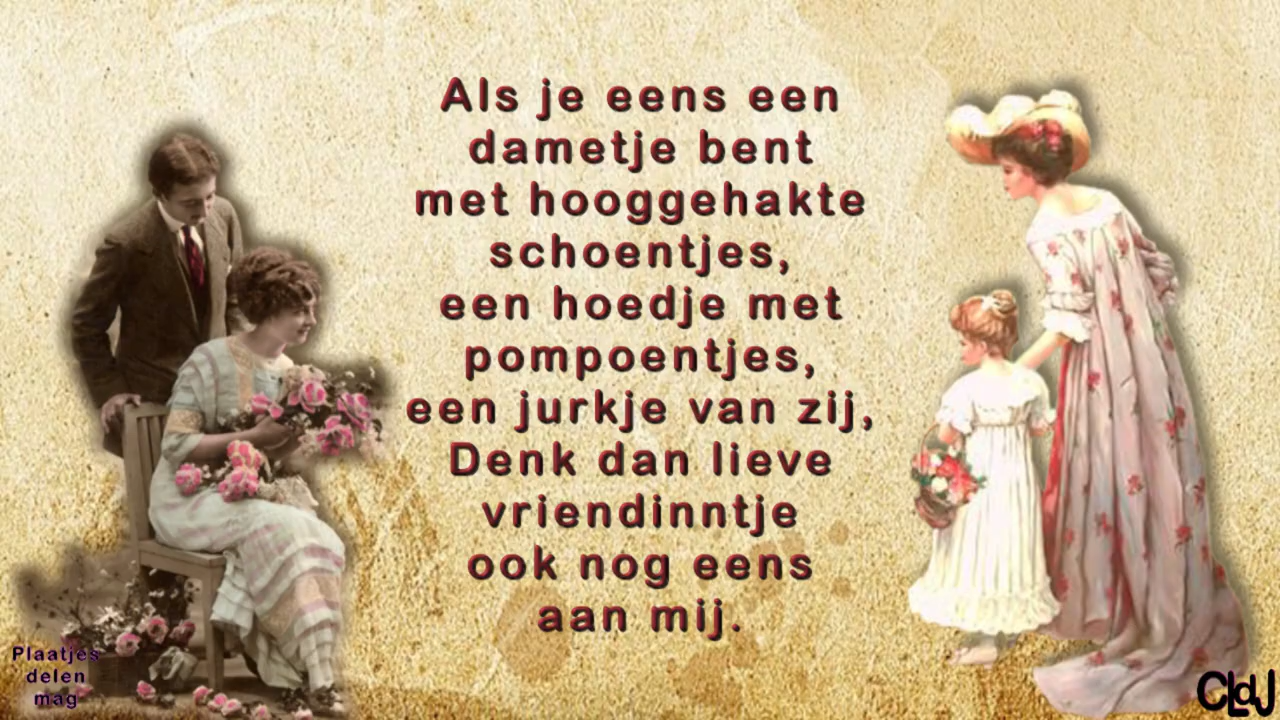 Als je eens een
dametje bent
met hooggehakte
schoentjes,
een hoedje met
pompoentjes,
een jurkje van zij,
Denk dan lieve
vriendinntje
ook nog eens
aan mij.
Plaatjes
delen
mag
CLdJ